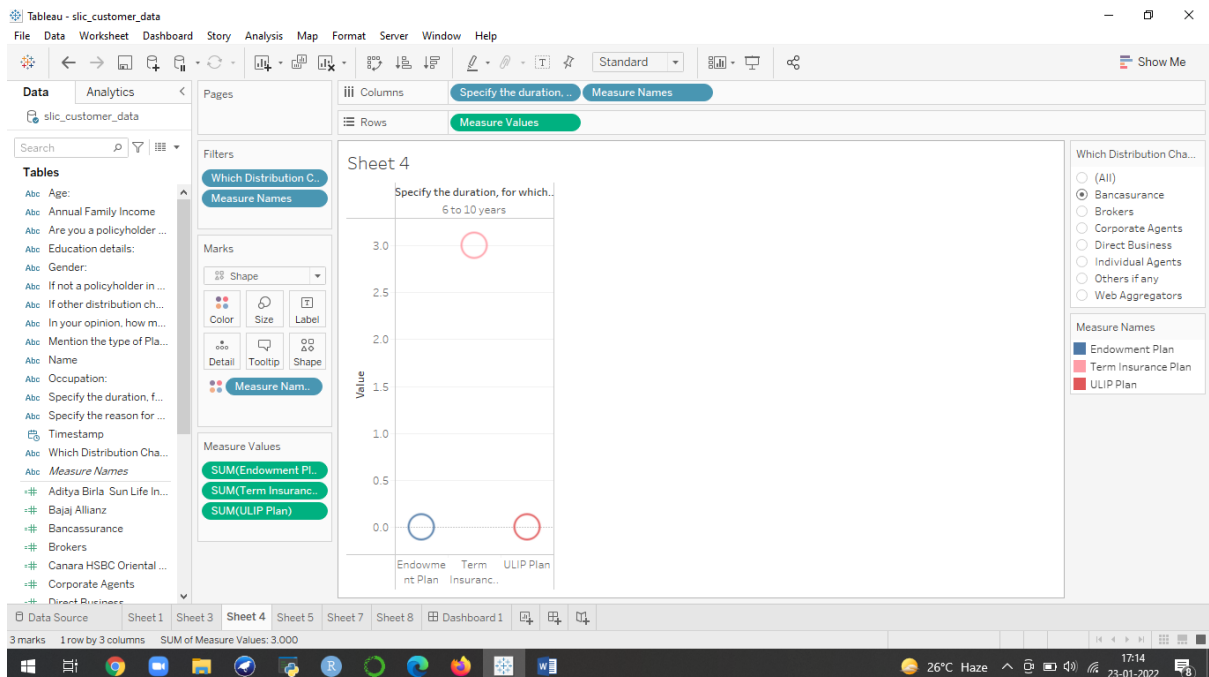 Tableau - slic_customer_data
File Data Worksheet Dashboard Story Analysis Map Format Server Window Help
Standard
Show Me
Data Analytics
slic_customer_data
Search
Tables
Abc Age:
Abc Annual Family Income
Abc Are you a policyholder ...
Abc Education details:
Abc Gender:
Abc If not a policyholder in ...
Abc If other distribution ch...
Abc In your opinion, how m...
Abc Mention the type of Pla...
Abc Name
Abc Occupation:
Abc Specify the duration, f...
Abc Specify the reason for ...
Timestamp
Abc Which Distribution Cha...
Abc Measure Names
Aditya Birla Sun Life In...
Bajaj Allianz
Bancassurance
Brokers
Canara HSBC Oriental ...
Corporate Agents
Direct Business
Pages
Filters
Which Distribution C..
Measure Names
Marks
Shape
Color Size Label
Detail Tooltip Shape
Measure Nam..
Measure Values
SUM(Endowment Pl..
SUM(Term Insuranc..
SUM(ULIP Plan)
iii Columns Specify the duration, .. Measure Names
Rows Measure Values
Sheet 4
Specify the duration, for which..
6 to 10 years
Value
3.0
2.5
2.0
1.5
1.0
0.5
0.0
Endowme
nt Plan
Term
Insuranc..
ULIP Plan
Which Distribution Cha...
(All)
Bancasurance
Brokers
Corporate Agents
Direct Business
Individual Agents
Others if any
Web Aggregators
Measure Names
Endowment Plan
Term Insurance Plan
ULIP Plan
Data Source Sheet 1 Sheet 3 Sheet 4 Sheet 5 Sheet 7 Sheet 8 Dashboard 1
3 marks 1 row by 3 columns SUM of Measure Values: 3.000
26°C Haze
17:14
23-01-2022
8